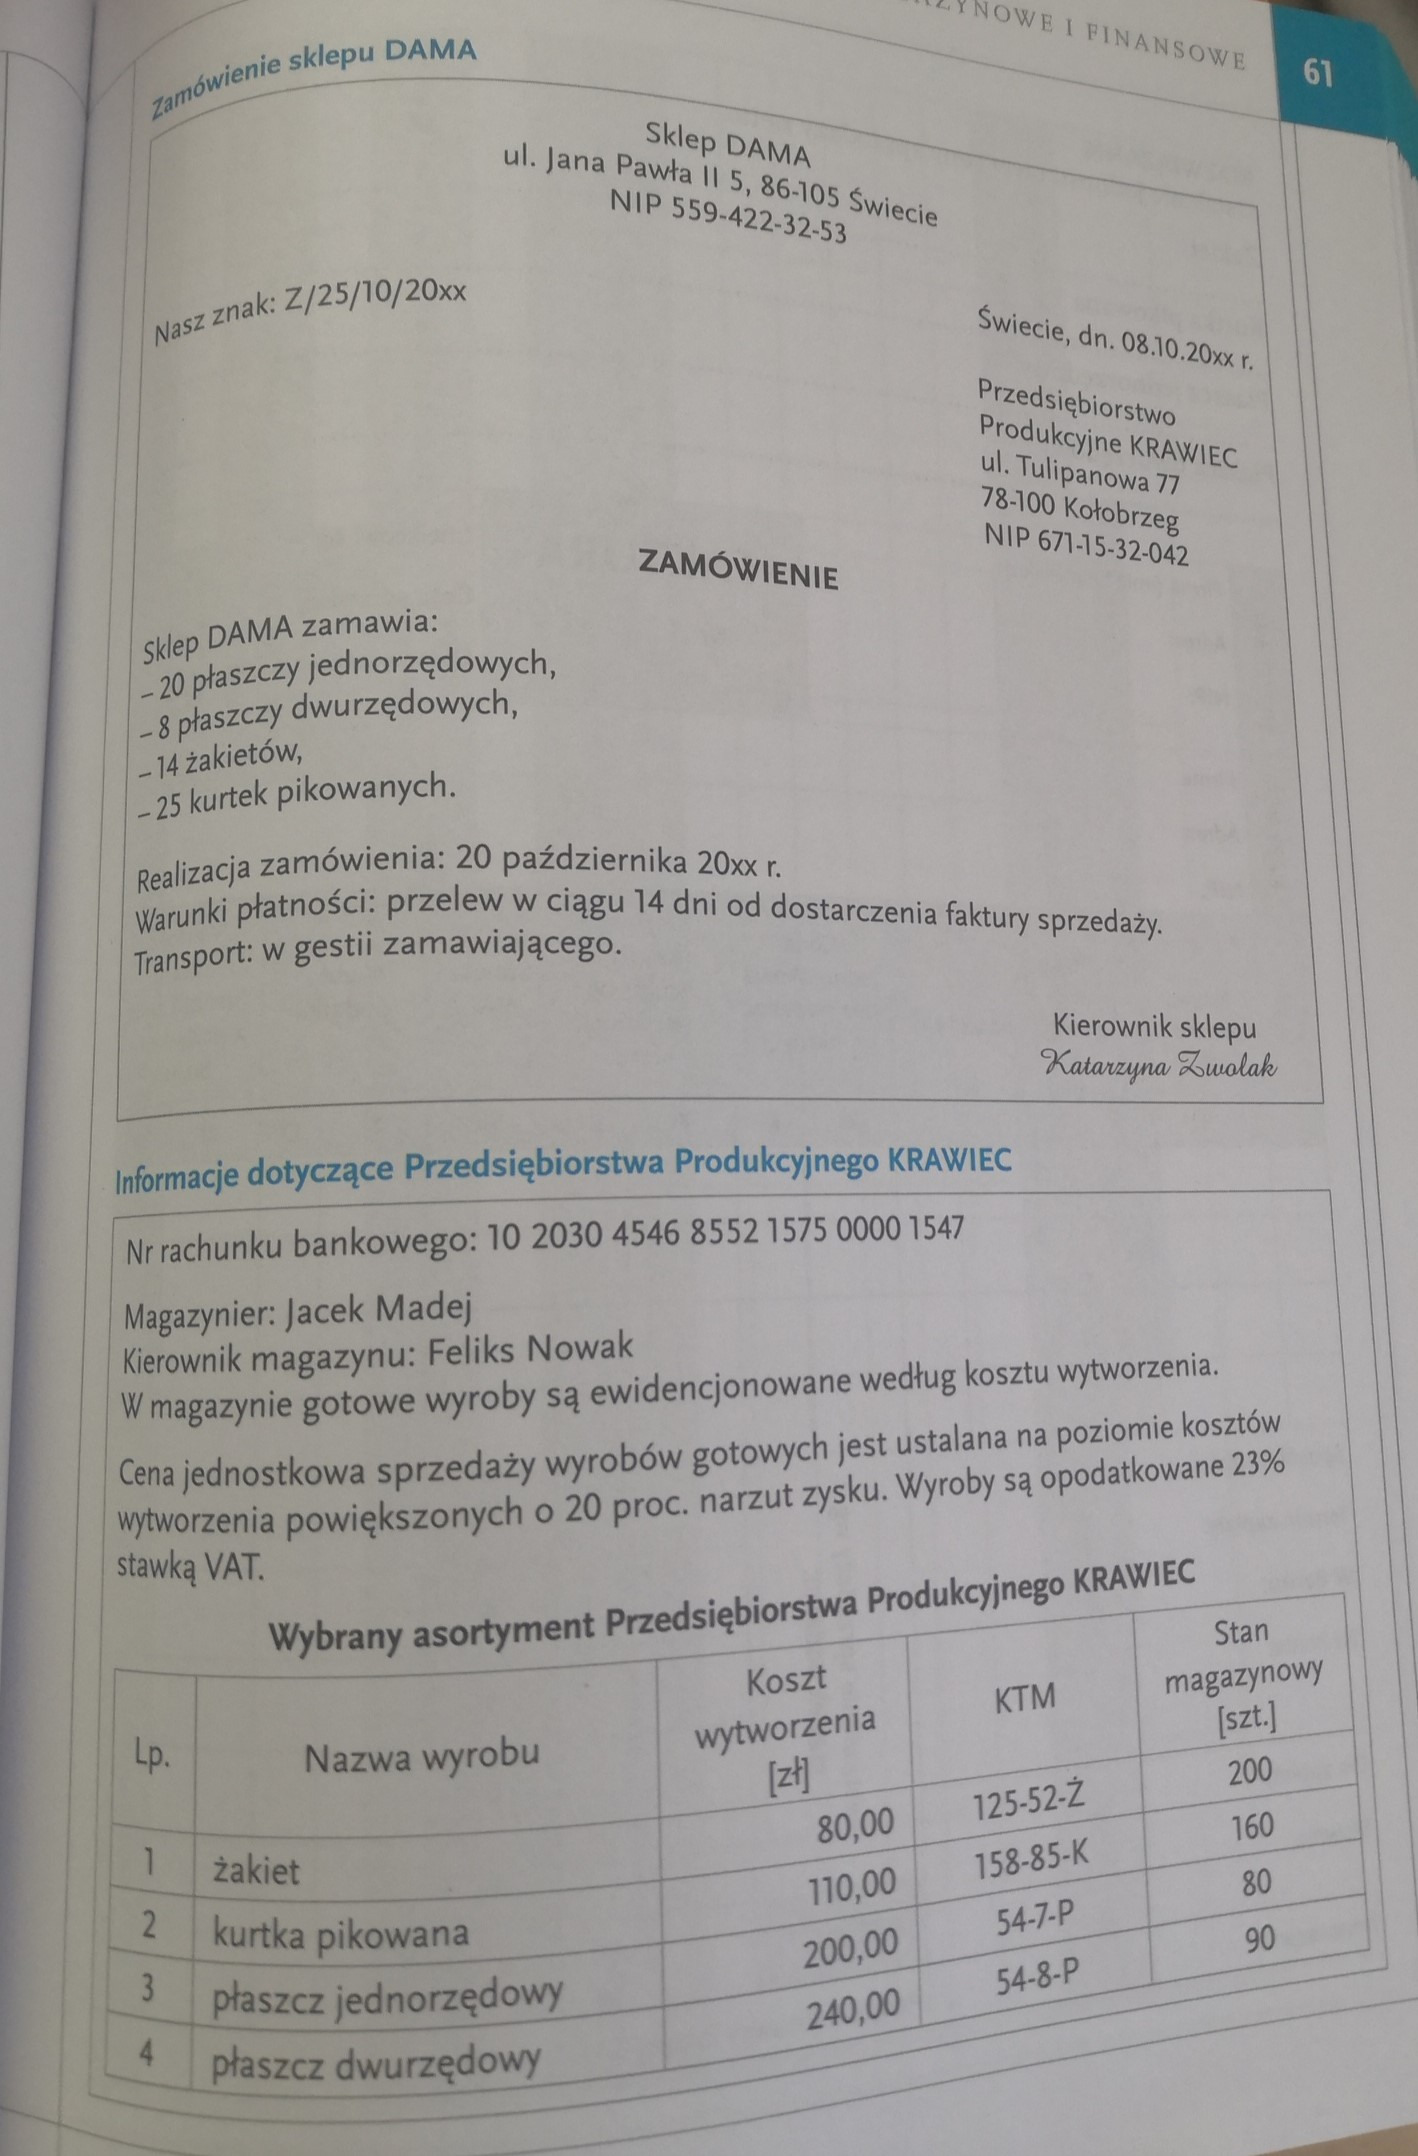 NOWE I FINANSOWE
61
Zamówienie sklepu DAMA
Sklep DAMA
ul. Jana Pawła II 5, 86-105 Świecie
NIP 559-422-32-53
Nasz znak: Z/25/10/20xx
Świecie, dn. 08.10.20xx r.
Przedsiębiorstwo
Produkcyjne KRAWIEC
ul. Tulipanowa 77
78-100 Kołobrzeg
NIP 671-15-32-042
ZAMÓWIENIE
Sklep DAMA zamawia:
– 20 płaszczy jednorzędowych,
– 8 płaszczy dwurzędowych,
– 14 żakietów,
– 25 kurtek pikowanych.
Realizacja zamówienia: 20 października 20xx r.
Warunki płatności: przelew w ciągu 14 dni od dostarczenia faktury sprzedaży.
Transport: w gestii zamawiającego.
Kierownik sklepu
Katarzyna Zwolak
Informacje dotyczące Przedsiębiorstwa Produkcyjnego KRAWIEC
Nr rachunku bankowego: 10 2030 4546 8552 1575 0000 1547
Magazynier: Jacek Madej
Kierownik magazynu: Feliks Nowak
W magazynie gotowe wyroby są ewidencjonowane według kosztu wytworzenia.
Cena jednostkowa sprzedaży wyrobów gotowych jest ustalana na poziomie kosztów
wytworzenia powiększonych o 20 proc. narzut zysku. Wyroby są opodatkowane 23%
stawką VAT.
Wybrany asortyment Przedsiębiorstwa Produkcyjnego KRAWIEC
Lp. Nazwa wyrobu Koszt wytworzenia [zł] KTM Stan magazynowy [szt.]
1 żakiet 80,00 125-52-Ż 200
2 kurtka pikowana 110,00 158-85-K 160
3 płaszcz jednorzędowy 200,00 54-7-P 80
4 płaszcz dwurzędowy 240,00 54-8-P 90